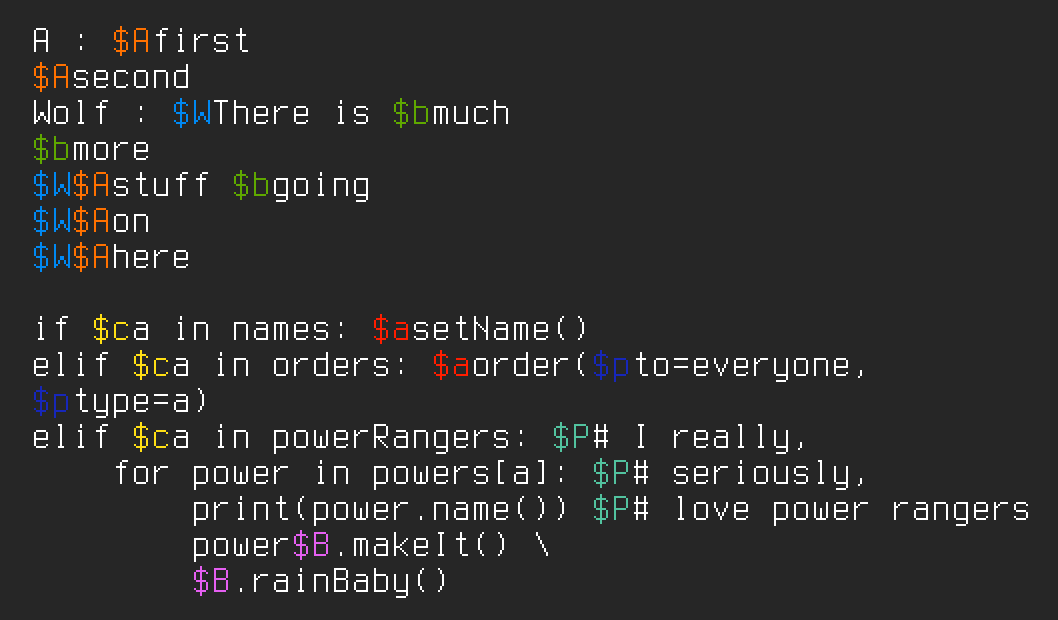 A : $Afirst
$Asecond
Wolf : $WThere is $bmuch
$bmore
$W$Astuff $bgoing
$W$Aon
$W$Ahere
if $ca in names: $asetName()
elif $ca in orders: $aorder($pto=everyone,
$ptype=a)
elif $ca in powerRangers: $P# I really,
for power in powers[a]: $P# seriously,
print(power.name()) $P# love power rangers
power$B.makeIt() \
$B.rainBaby()